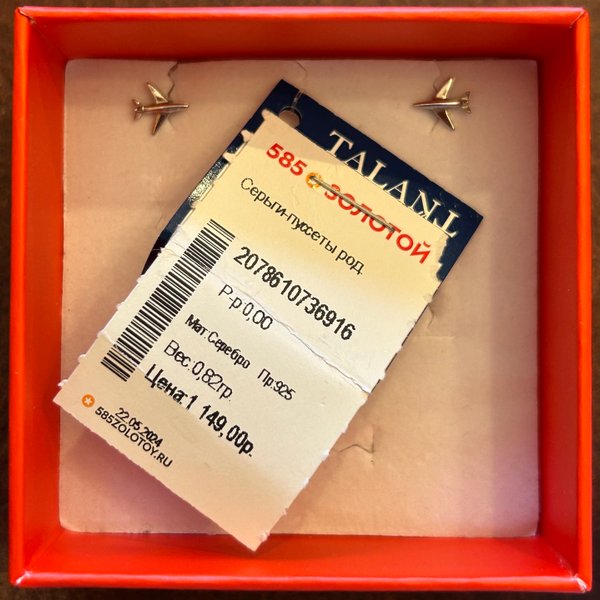 TALANT
585 ЗОЛОТОЙ
Серьги-пуссеты род.
2078610736916
Р-р:0,00
Мат:Серебро Пр:925
Вес:0,82гр.
Цена:1 149,00р.
22.05.2024
585ZOLOTOY.RU